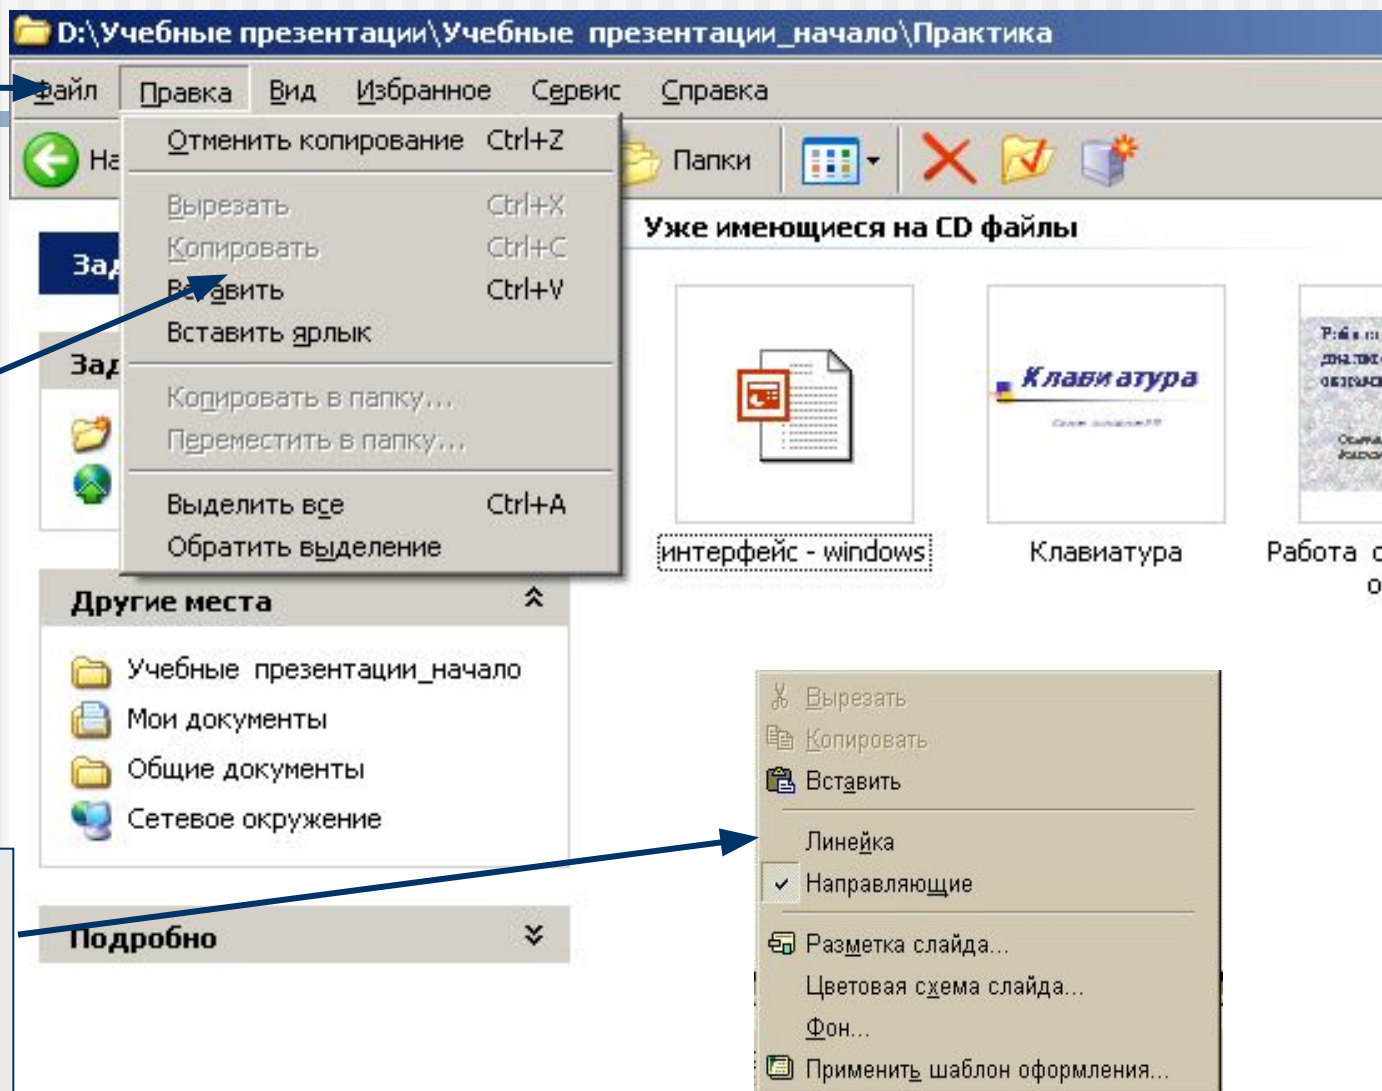 D:\Учебные презентации\Учебные презентации_начало\Практика
Файл Правка Вид Избранное Сервис Справка
На Папки
Отменить копирование Ctrl+Z
Вырезать Ctrl+X
Копировать Ctrl+C
Вставить Ctrl+V
Вставить ярлык
Копировать в папку...
Переместить в папку...
Выделить все Ctrl+A
Обратить выделение
Зад
Зад
Другие места
Учебные презентации_начало
Мои документы
Общие документы
Сетевое окружение
Подробно
Уже имеющиеся на CD файлы
Клавиатура
интерфейс - windows
Клавиатура
Работа с
о
Вырезать
Копировать
Вставить
Линейка
Направляющие
Разметка слайда...
Цветовая схема слайда...
Фон...
Применить шаблон оформления...